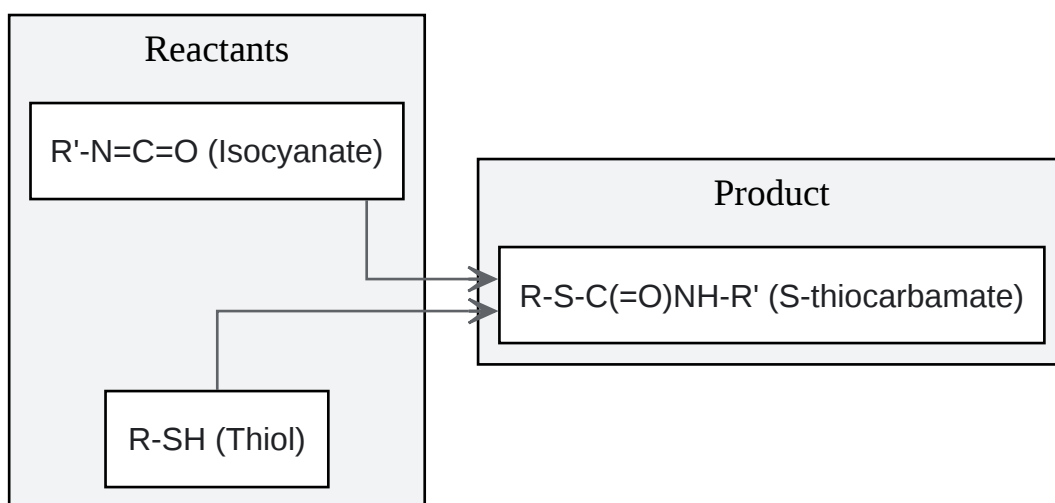 Reactants
R'-N=C=O (Isocyanate)
R-SH (Thiol)
Product
R-S-C(=O)NH-R' (S-thiocarbamate)